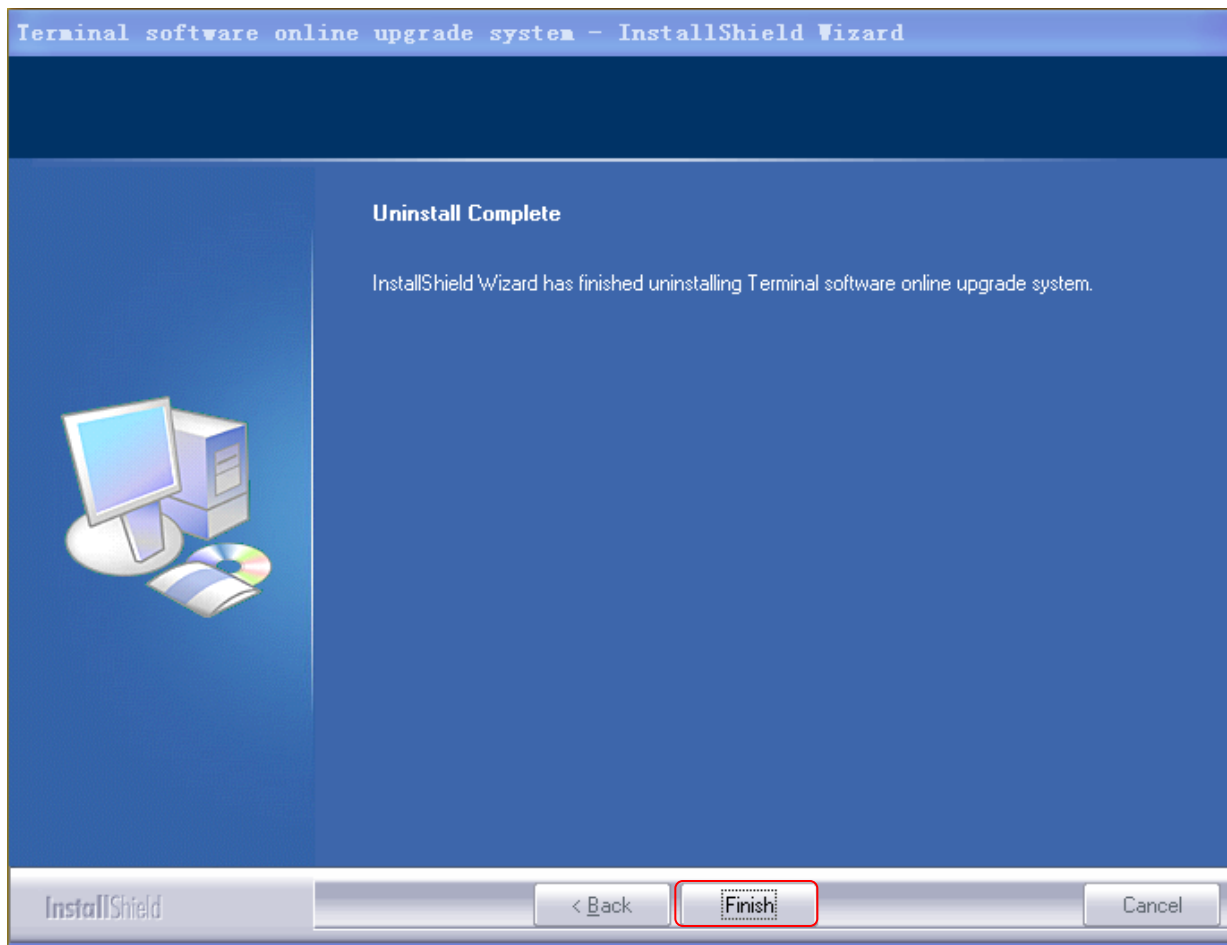 Terminal software online upgrade system - InstallShield Wizard
Uninstall Complete
InstallShield Wizard has finished uninstalling Terminal software online upgrade system.
InstallShield
< Back
Finish
Cancel